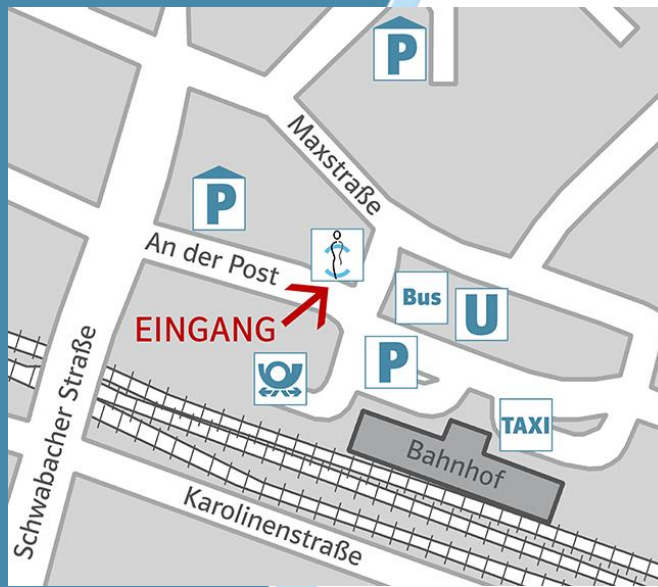 P
Maxstraße
P
An der Post
Bus
U
EINGANG
P
TAXI
Bahnhof
Schwabacher Straße
Karolinenstraße